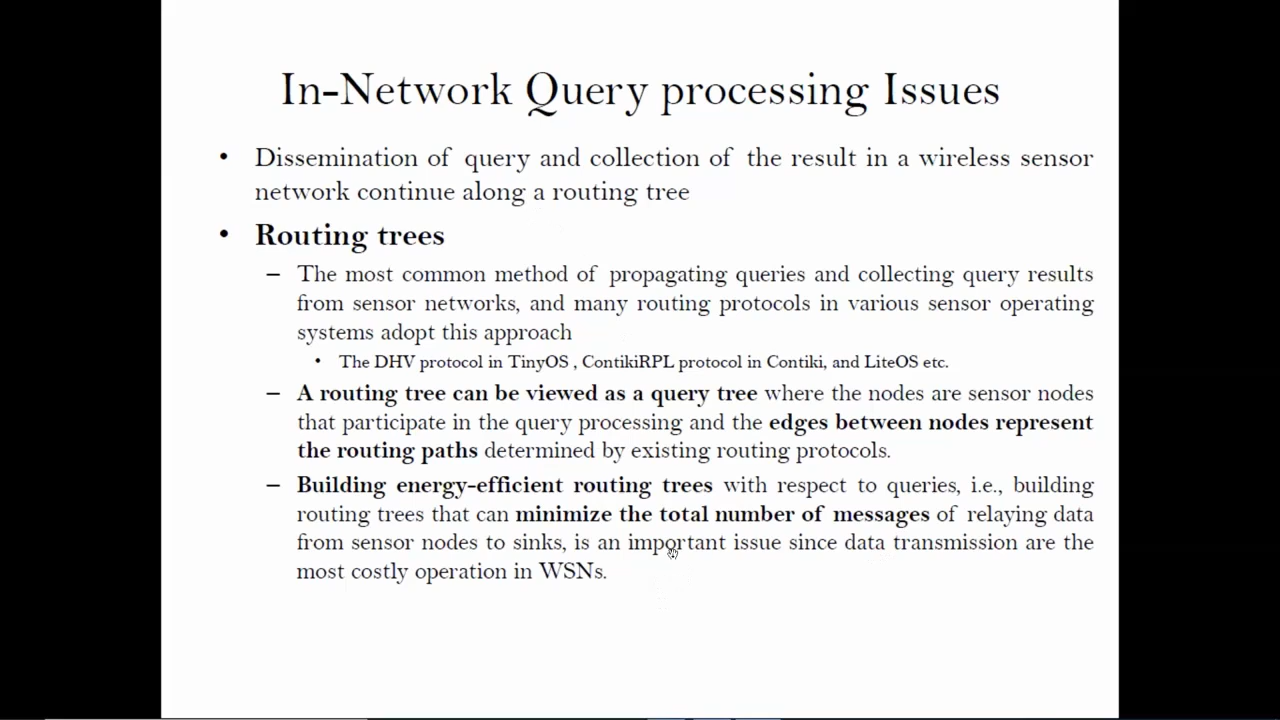 In-Network Query processing Issues
• Dissemination of query and collection of the result in a wireless sensor
network continue along a routing tree
• Routing trees
– The most common method of propagating queries and collecting query results
from sensor networks, and many routing protocols in various sensor operating
systems adopt this approach
• The DHV protocol in TinyOS , ContikiRPL protocol in Contiki, and LiteOS etc.
– A routing tree can be viewed as a query tree where the nodes are sensor nodes
that participate in the query processing and the edges between nodes represent
the routing paths determined by existing routing protocols.
– Building energy-efficient routing trees with respect to queries, i.e., building
routing trees that can minimize the total number of messages of relaying data
from sensor nodes to sinks, is an important issue since data transmission are the
most costly operation in WSNs.